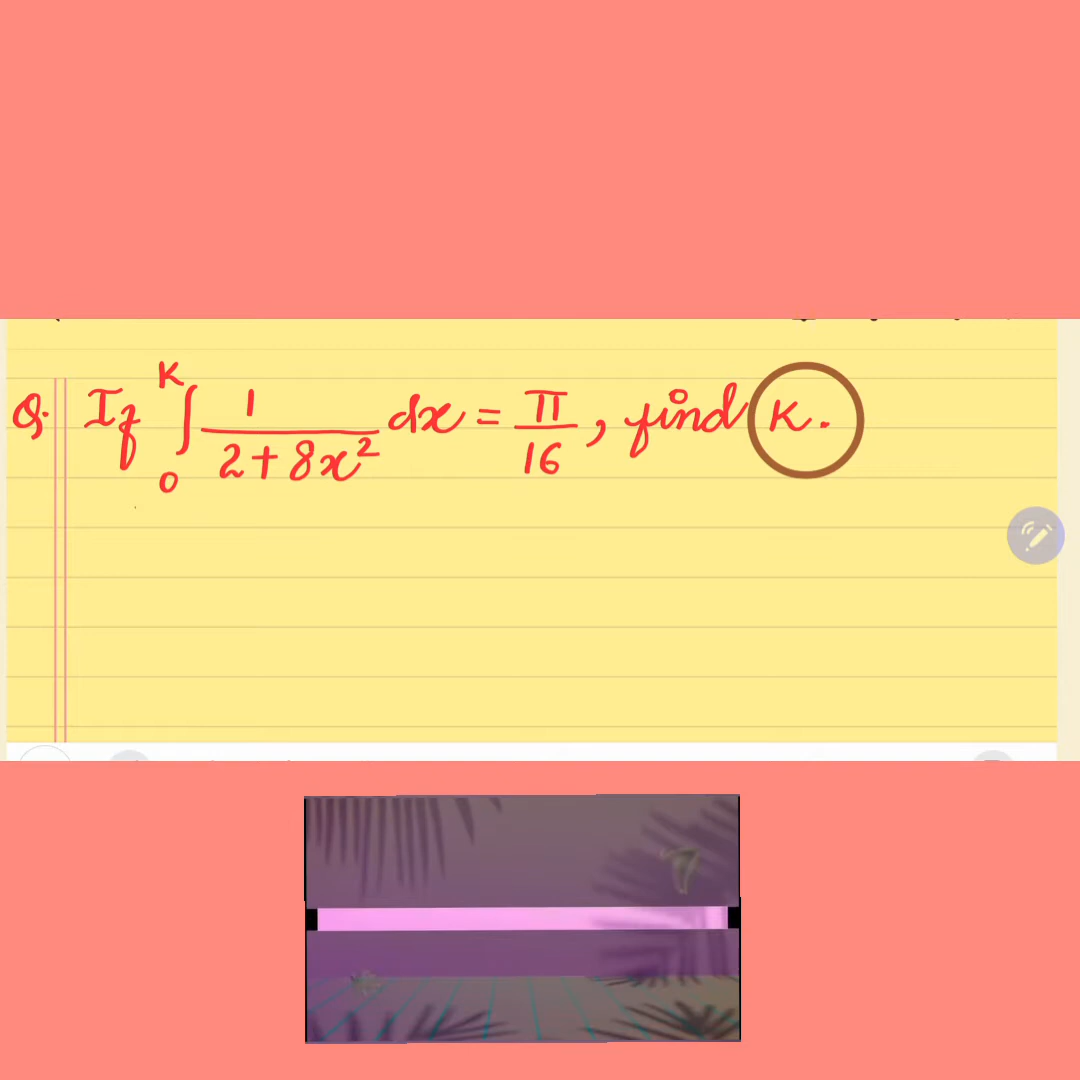 Q. If ∫₀ᴷ 1/(2+8x²) dx = π/16, find K.